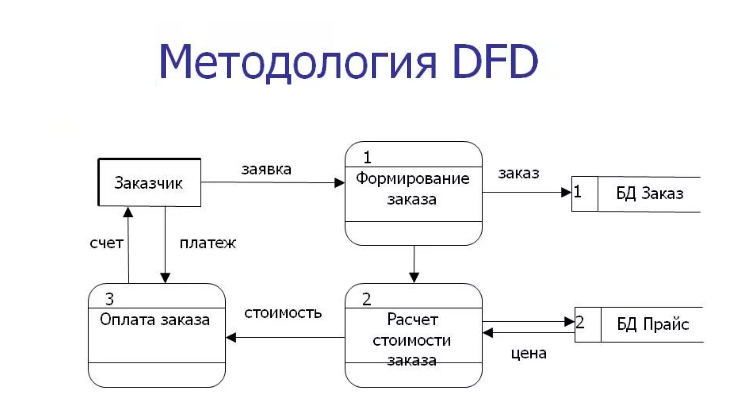 Методология DFD
заявка
Заказчик
1
Формирование
заказа
заказ
1
БД Заказ
счет
платеж
3
Оплата заказа
стоимость
2
Расчет
стоимости
заказа
2
БД Прайс
цена